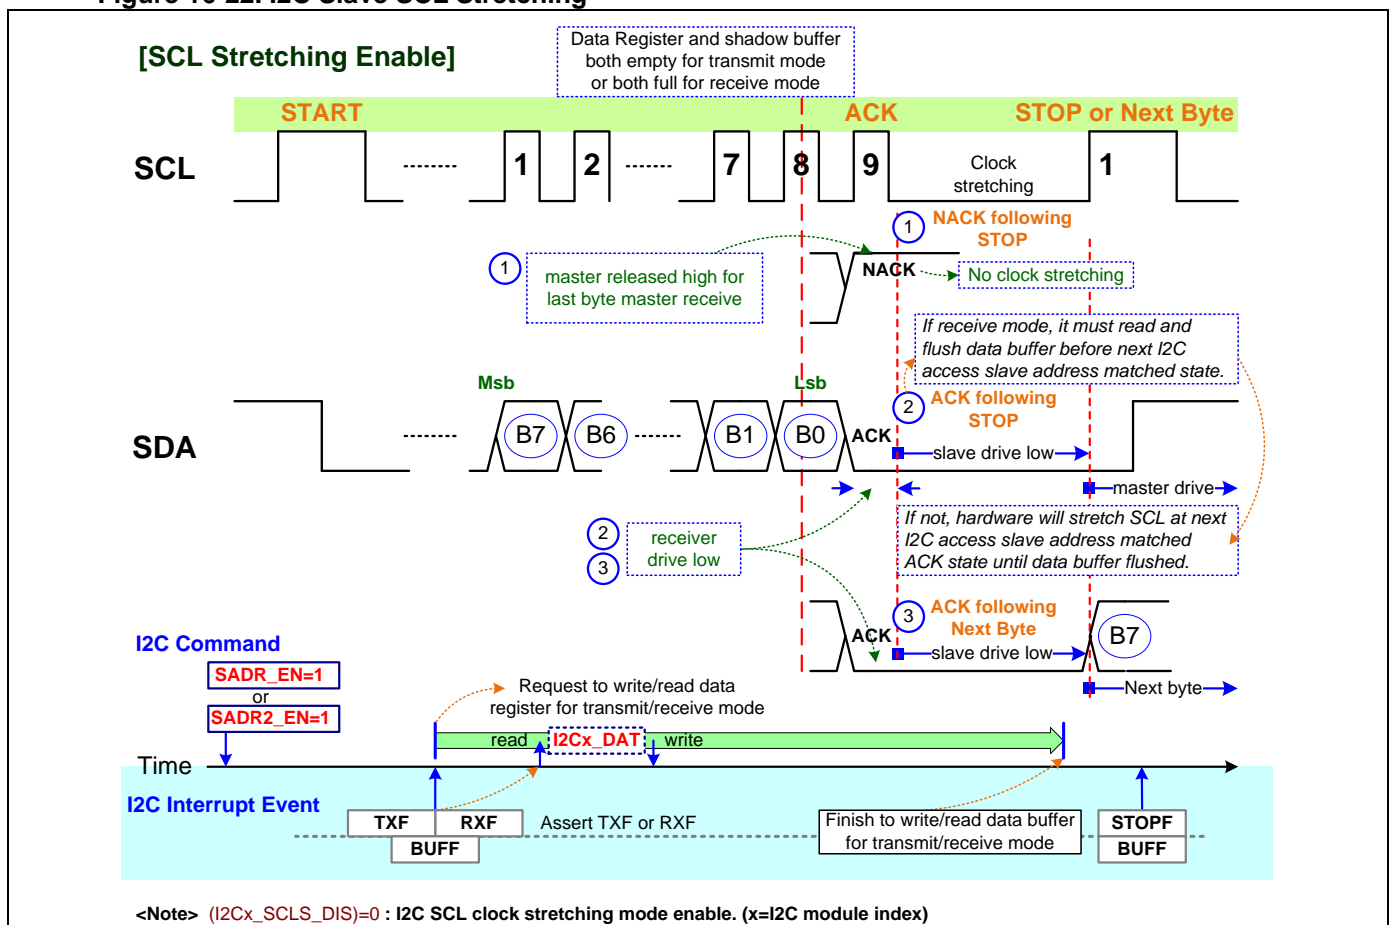 [SCL Stretching Enable]
Data Register and shadow buffer
both empty for transmit mode
or both full for receive mode
START
ACK
STOP or Next Byte
SCL
1
2
7
8
9
Clock
stretching
1
1
NACK following
STOP
1
master released high for
last byte master receive
NACK
No clock stretching
If receive mode, it must read and
flush data buffer before next I2C
access slave address matched state.
Msb
Lsb
2
ACK following
STOP
SDA
B7
B6
B1
B0
ACK
slave drive low
master drive
2
3
receiver
drive low
If not, hardware will stretch SCL at next
I2C access slave address matched
ACK state until data buffer flushed.
3
ACK following
Next Byte
ACK
slave drive low
B7
Next byte
I2C Command
SADR_EN=1
or
SADR2_EN=1
Request to write/read data
register for transmit/receive mode
read
I2Cx_DAT
write
Time
I2C Interrupt Event
TXF
RXF
BUFF
Assert TXF or RXF
Finish to write/read data buffer
for transmit/receive mode
STOPF
BUFF
<Note> (I2Cx_SCLS_DIS)=0 : I2C SCL clock stretching mode enable. (x=I2C module index)